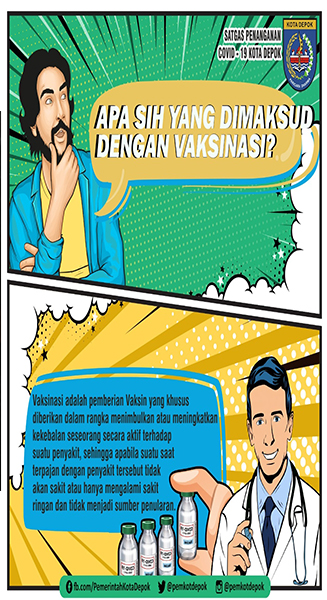 SATGAS PENANGANAN
COVID - 19 KOTA DEPOK
KOTA DEPOK
APA SIH YANG DIMAKSUD
DENGAN VAKSINASI?
Vaksinasi adalah pemberian Vaksin yang khusus
diberikan dalam rangka menimbulkan atau meningkatkan
kekebalan seseorang secara aktif terhadap
suatu penyakit, sehingga apabila suatu saat
terpajan dengan penyakit tersebut tidak
akan sakit atau hanya mengalami sakit
ringan dan tidak menjadi sumber penularan.
fb.com/PemerintahKotaDepok
@pemkotdepok
@pemkotdepok